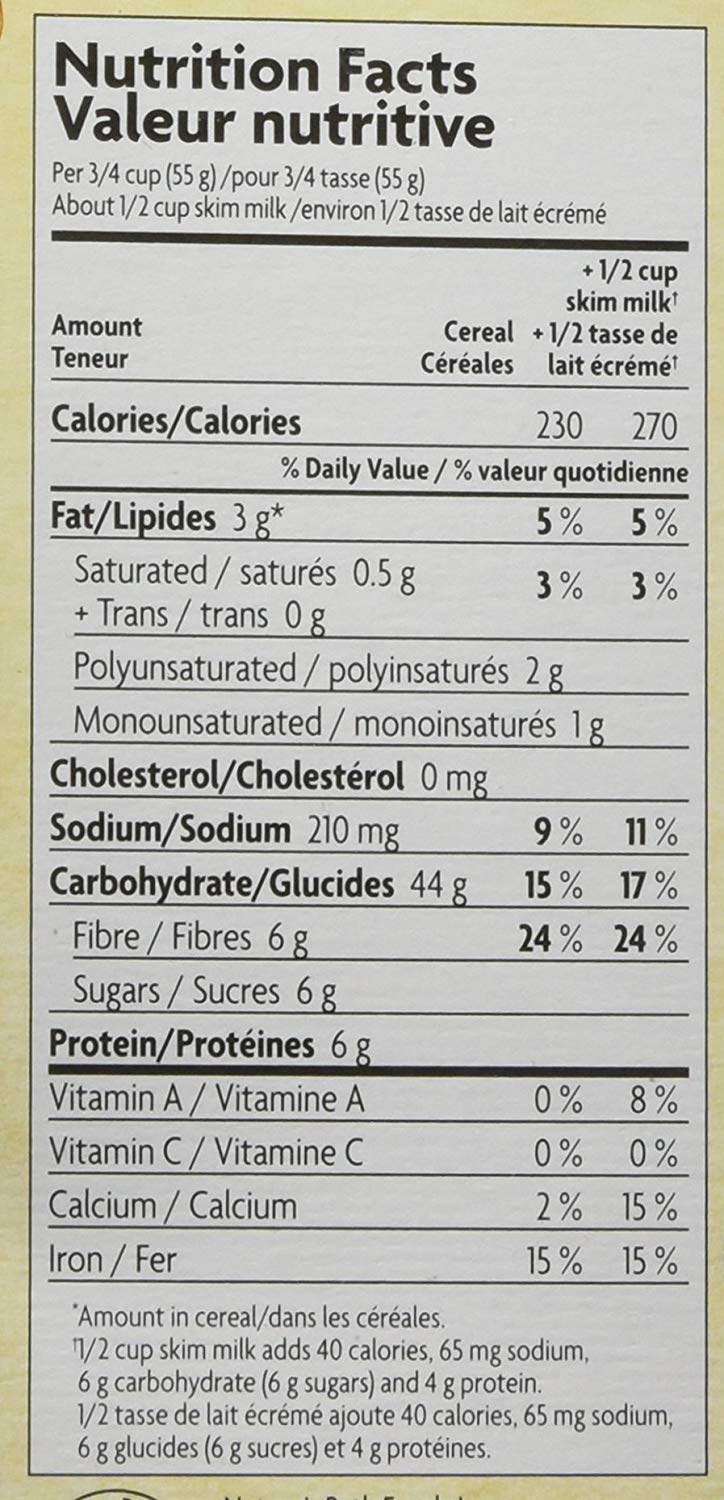 Nutrition Facts
Valeur nutritive
Per 3/4 cup (55 g)/pour 3/4 tasse (55 g)
About 1/2 cup skim milk/environ 1/2 tasse de lait écrémé
+ 1/2 cup
skim milk†
Amount Cereal + 1/2 tasse de
Teneur Céréales lait écrémé†
Calories/Calories 230 270
% Daily Value / % valeur quotidienne
Fat/Lipides 3 g* 5 % 5 %
Saturated / saturés 0.5 g 3 % 3 %
+ Trans / trans 0 g
Polyunsaturated / polyinsaturés 2 g
Monounsaturated / monoinsaturés 1 g
Cholesterol/Cholestérol 0 mg
Sodium/Sodium 210 mg 9 % 11 %
Carbohydrate/Glucides 44 g 15 % 17 %
Fibre / Fibres 6 g 24 % 24 %
Sugars / Sucres 6 g
Protein/Protéines 6 g
Vitamin A / Vitamine A 0 % 8 %
Vitamin C / Vitamine C 0 % 0 %
Calcium / Calcium 2 % 15 %
Iron / Fer 15 % 15 %
*Amount in cereal/dans les céréales.
†1/2 cup skim milk adds 40 calories, 65 mg sodium,
6 g carbohydrate (6 g sugars) and 4 g protein.
1/2 tasse de lait écrémé ajoute 40 calories, 65 mg sodium,
6 g glucides (6 g sucres) et 4 g protéines.